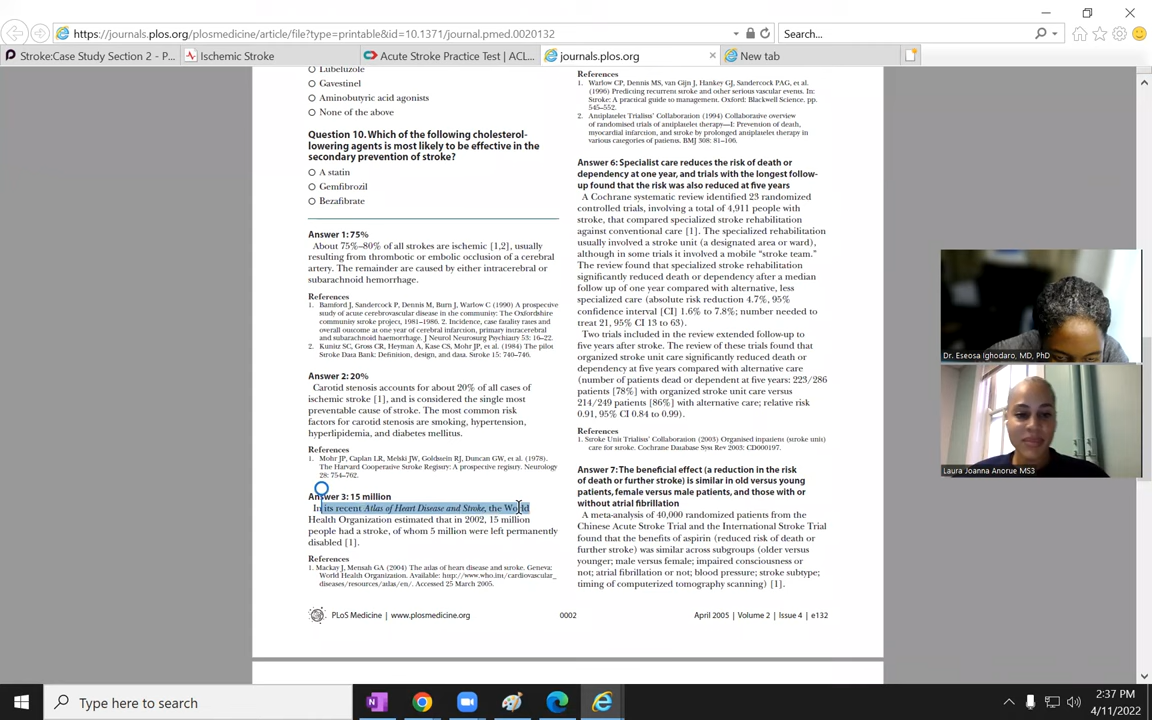 https://journals.plos.org/plosmedicine/article/file?type=printable&id=10.1371/journal.pmed.0020132
Search...
Stroke:Case Study Section 2 - P...
Ischemic Stroke
Acute Stroke Practice Test | ACL...
journals.plos.org
New tab
Lubeluzole
Gavestinel
Aminobutyric acid agonists
None of the above
Question 10. Which of the following cholesterol-
lowering agents is most likely to be effective in the
secondary prevention of stroke?
A statin
Gemfibrozil
Bezafibrate
Answer 1: 75%
About 75%–80% of all strokes are ischemic [1,2], usually
resulting from thrombotic or embolic occlusion of a cerebral
artery. The remainder are caused by either intracerebral or
subarachnoid hemorrhage.
References
1. Bamford J, Sandercock P, Dennis M, Burn J, Warlow C (1990) A prospective
study of acute cerebrovascular disease in the community: The Oxfordshire
community stroke project, 1981–1986. 2. Incidence, case fatality rates and
overall outcome at one year of cerebral infarction, primary intracerebral
and subarachnoid haemorrhage. J Neurol Neurosurg Psychiatry 53: 16–22.
2. Kunitz SC, Gross CR, Heyman A, Kase CS, Mohr JP, et al. (1984) The pilot
Stroke Data Bank: Definition, design, and data. Stroke 15: 740–746.
Answer 2: 20%
Carotid stenosis accounts for about 20% of all cases of
ischemic stroke [1], and is considered the single most
preventable cause of stroke. The most common risk
factors for carotid stenosis are smoking, hypertension,
hyperlipidemia, and diabetes mellitus.
References
1. Mohr JP, Caplan LR, Melski JW, Goldstein RJ, Duncan GW, et al. (1978).
The Harvard Cooperative Stroke Registry: A prospective registry. Neurology
28: 754–762.
Answer 3: 15 million
In its recent Atlas of Heart Disease and Stroke, the World
Health Organization estimated that in 2002, 15 million
people had a stroke, of whom 5 million were left permanently
disabled [1].
References
1. Mackay J, Mensah GA (2004) The atlas of heart disease and stroke. Geneva:
World Health Organization. Available: http://www.who.int/cardiovascular_
diseases/resources/atlas/en/. Accessed 25 March 2005.
References
1. Warlow CP, Dennis MS, van Gijn J, Hankey GJ, Sandercock PAG, et al.
(1996) Predicting recurrent stroke and other serious vascular events. In:
Stroke: A practical guide to management. Oxford: Blackwell Science. pp.
545–552.
2. Antiplatelet Trialists' Collaboration (1994) Collaborative overview
of randomised trials of antiplatelet therapy—I: Prevention of death,
myocardial infarction, and stroke by prolonged antiplatelet therapy in
various categories of patients. BMJ 308: 81–106.
Answer 6: Specialist care reduces the risk of death or
dependency at one year, and trials with the longest follow-
up found that the risk was also reduced at five years
A Cochrane systematic review identified 23 randomized
controlled trials, involving a total of 4,911 people with
stroke, that compared specialized stroke rehabilitation
against conventional care [1]. The specialized rehabilitation
usually involved a stroke unit (a designated area or ward),
although in some trials it involved a mobile “stroke team.”
The review found that specialized stroke rehabilitation
significantly reduced death or dependency after a median
follow up of one year compared with alternative, less
specialized care (absolute risk reduction 4.7%, 95%
confidence interval [CI] 1.6% to 7.8%; number needed to
treat 21, 95% CI 13 to 63).
Two trials included in the review extended follow-up to
five years after stroke. The review of these trials found that
organized stroke unit care significantly reduced death or
dependency at five years compared with alternative care
(number of patients dead or dependent at five years: 223/286
patients [78%] with organized stroke unit care versus
214/249 patients [86%] with alternative care; relative risk
0.91, 95% CI 0.84 to 0.99).
References
1. Stroke Unit Trialists' Collaboration (2003) Organised inpatient (stroke unit)
care for stroke. Cochrane Database Syst Rev 2003: CD000197.
Answer 7: The beneficial effect (a reduction in the risk
of death or further stroke) is similar in old versus young
patients, female versus male patients, and those with or
without atrial fibrillation
A meta-analysis of 40,000 randomized patients from the
Chinese Acute Stroke Trial and the International Stroke Trial
found that the benefits of aspirin (reduced risk of death or
further stroke) was similar across subgroups (older versus
younger; male versus female; impaired consciousness or
not; atrial fibrillation or not; blood pressure; stroke subtype;
timing of computerized tomography scanning) [1].
PLoS Medicine | www.plosmedicine.org
0002
April 2005 | Volume 2 | Issue 4 | e132
Dr. Eseosa Ighodaro, MD, PhD
Laura Joanna Anorue MS3
Type here to search
2:37 PM
4/11/2022